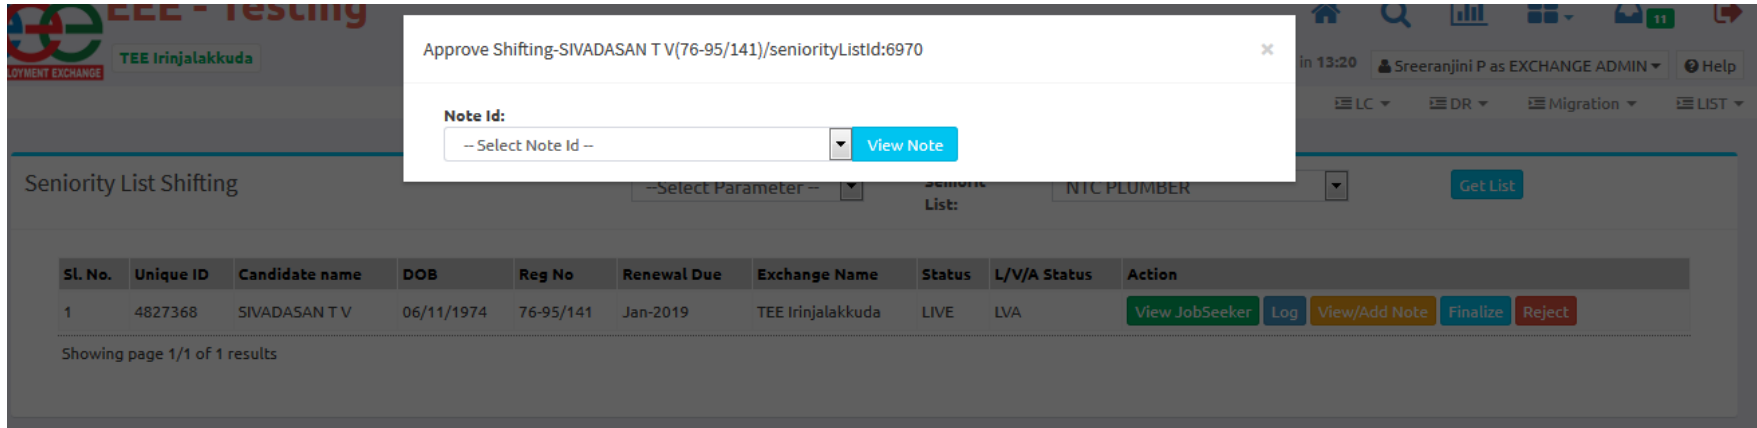 EEE - Testing
11
TEE Irinjalakkuda
LOYMENT EXCHANGE
Approve Shifting-SIVADASAN T V(76-95/141)/seniorityListId:6970
×
in 13:20
Sreeranjini P as EXCHANGE ADMIN
Help
LC
DR
Migration
LIST
Note Id:
-- Select Note Id --
View Note
Seniority List Shifting
--Select Parameter --
Seniorit
List:
NTC PLUMBER
Get List
Sl. No. Unique ID Candidate name DOB Reg No Renewal Due Exchange Name Status L/V/A Status Action
1 4827368 SIVADASAN T V 06/11/1974 76-95/141 Jan-2019 TEE Irinjalakkuda LIVE LVA View JobSeeker Log View/Add Note Finalize Reject
Showing page 1/1 of 1 results